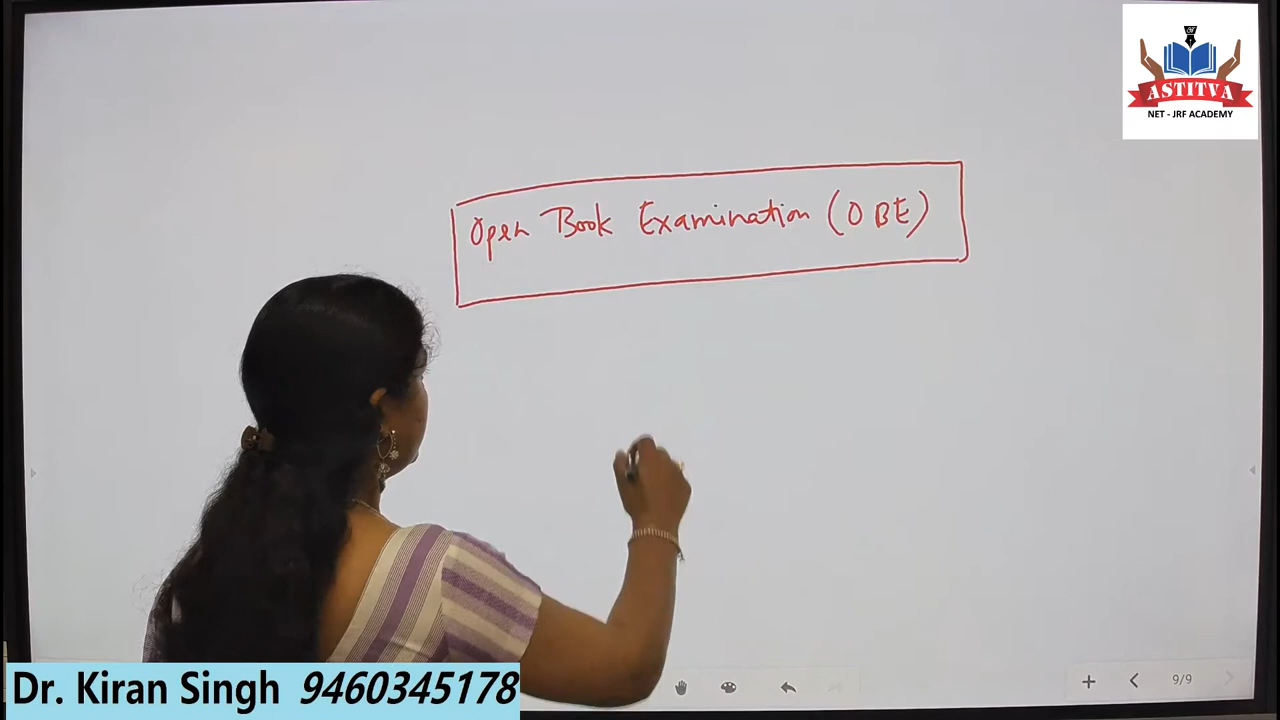 ASTITVA
NET - JRF ACADEMY
Open Book Examination (OBE)
Dr. Kiran Singh 9460345178
9/9